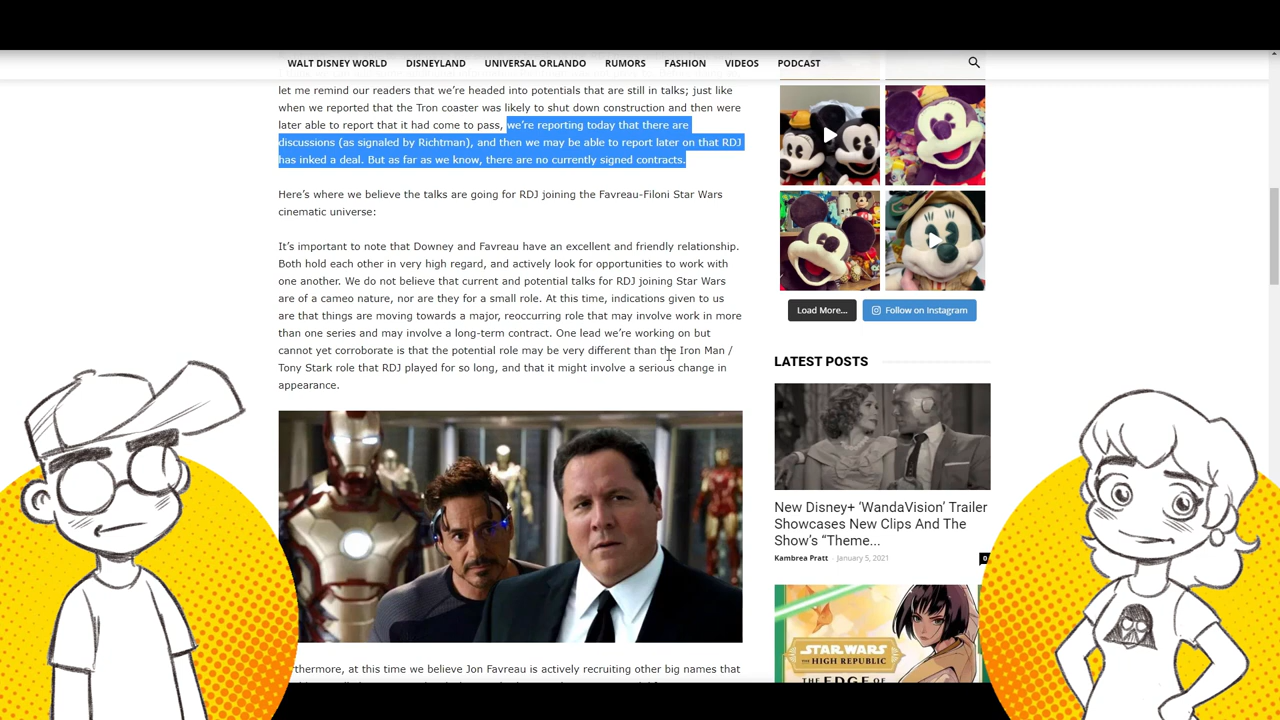 WALT DISNEY WORLD DISNEYLAND UNIVERSAL ORLANDO RUMORS FASHION VIDEOS PODCAST
let me remind our readers that we're headed into potentials that are still in talks; just like
when we reported that the Tron coaster was likely to shut down construction and then were
later able to report that it had come to pass, we're reporting today that there are
discussions (as signaled by Richtman), and then we may be able to report later on that RDJ
has inked a deal. But as far as we know, there are no currently signed contracts.
Here's where we believe the talks are going for RDJ joining the Favreau-Filoni Star Wars
cinematic universe:
It's important to note that Downey and Favreau have an excellent and friendly relationship.
Both hold each other in very high regard, and actively look for opportunities to work with
one another. We do not believe that current and potential talks for RDJ joining Star Wars
are of a cameo nature, nor are they for a small role. At this time, indications given to us
are that things are moving towards a major, reoccurring role that may involve work in more
than one series and may involve a long-term contract. One lead we're working on but
cannot yet corroborate is that the potential role may be very different than the Iron Man /
Tony Stark role that RDJ played for so long, and that it might involve a serious change in
appearance.
thermore, at this time we believe Jon Favreau is actively recruiting other big names that
Load More...
Follow on Instagram
LATEST POSTS
New Disney+ 'WandaVision' Trailer
Showcases New Clips And The
Show's "Theme...
Kambrea Pratt - January 5, 2021
0
STAR WARS
THE HIGH REPUBLIC
THE EDGE OF